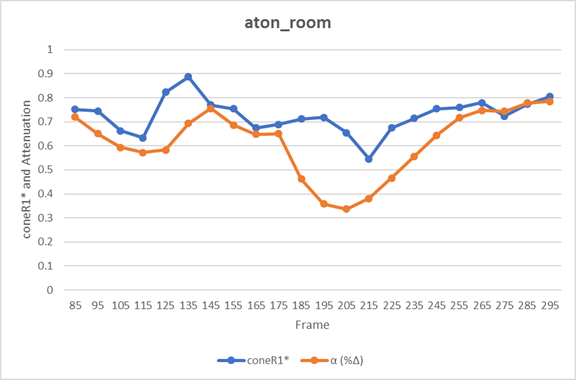 aton_room
coneR1* and Attenuation
1
0.9
0.8
0.7
0.6
0.5
0.4
0.3
0.2
0.1
0
85 95 105 115 125 135 145 155 165 175 185 195 205 215 225 235 245 255 265 275 285 295
Frame
coneR1* α (%Δ)